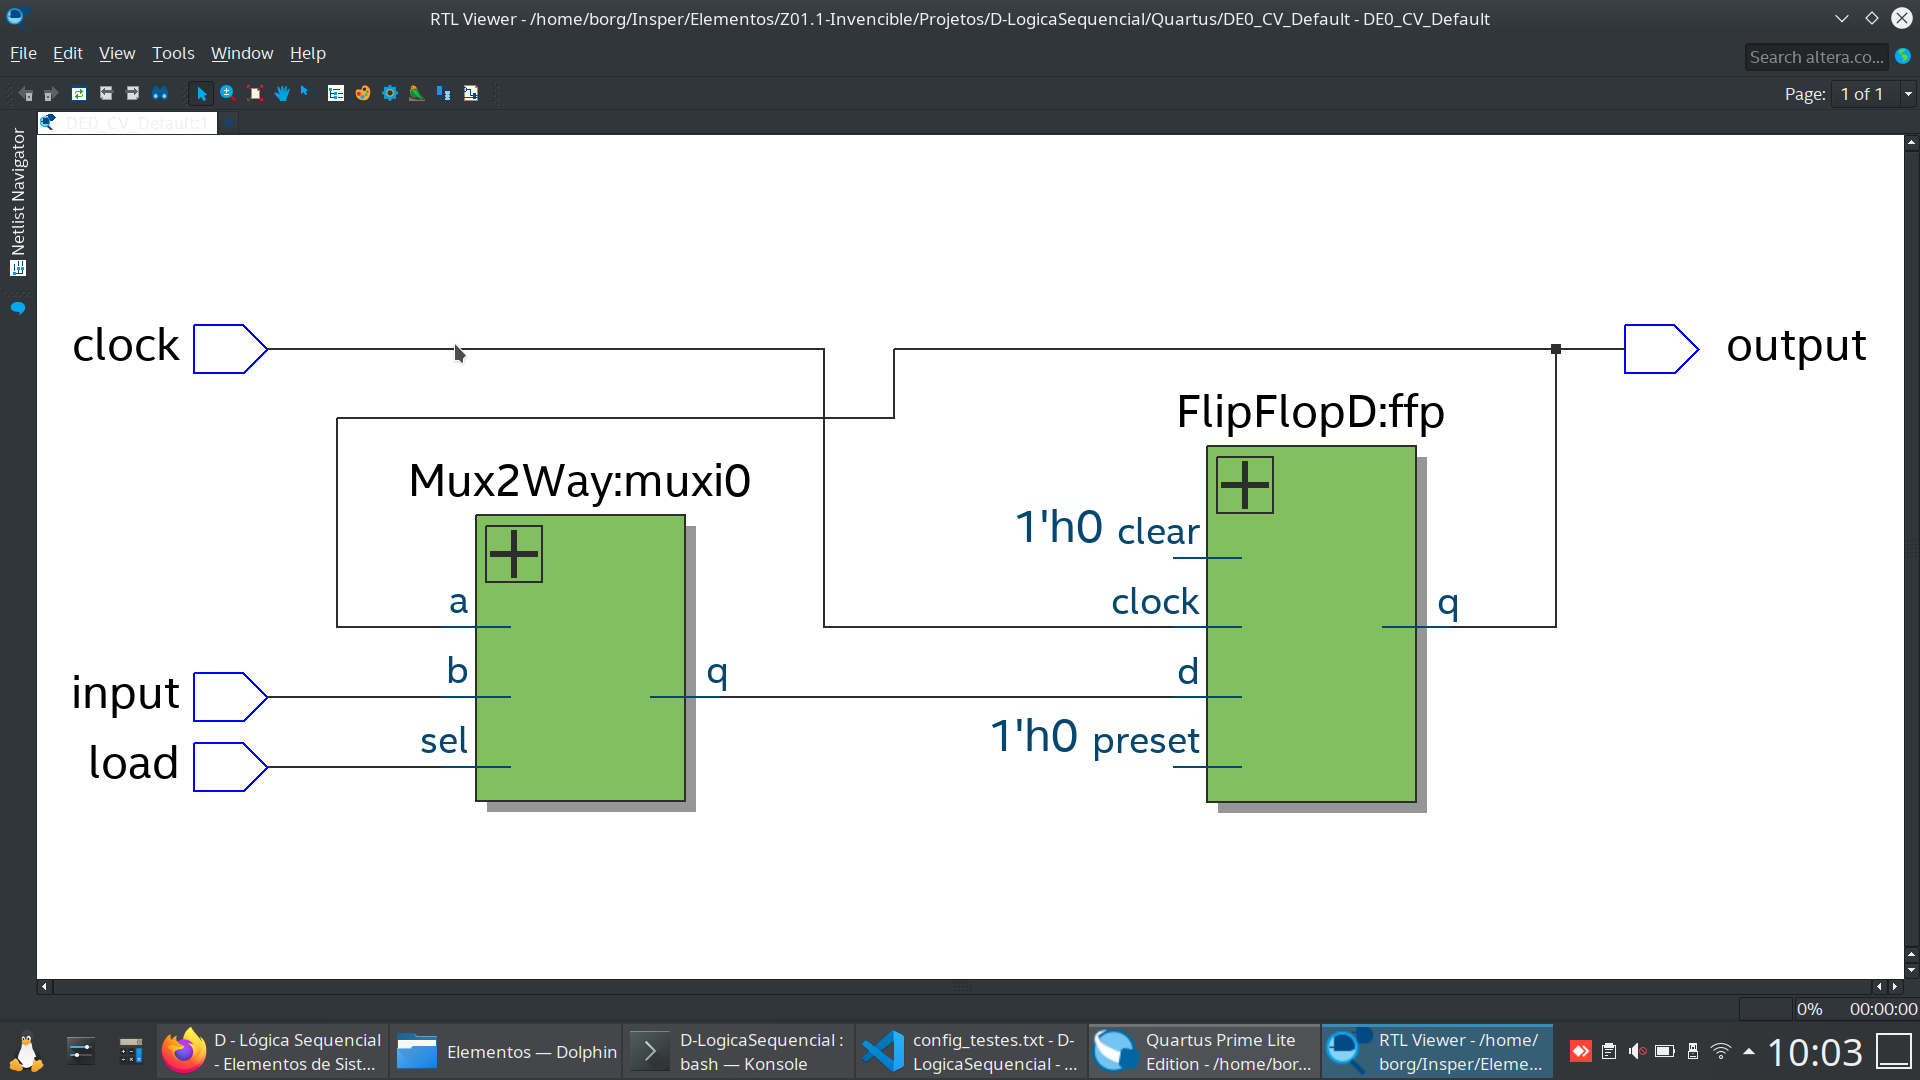 RTL Viewer - /home/borg/Insper/Elementos/Z01.1-Invencible/Projetos/D-LogicaSequencial/Quartus/DE0_CV_Default - DE0_CV_Default
File Edit View Tools Window Help
Search altera.co...
Page: 1 of 1
DE0_CV_Default:1
Netlist Navigator
clock
output
FlipFlopD:ffp
Mux2Way:muxi0
1'h0 clear
a
clock
q
b
q
d
input
sel
1'h0 preset
load
0% 00:00:00
D - Lógica Sequencial
- Elementos de Sist...
Elementos — Dolphin
D-LogicaSequencial :
bash — Konsole
config_testes.txt - D-
LogicaSequencial - ...
Quartus Prime Lite
Edition - /home/bor...
RTL Viewer - /home/
borg/Insper/Eleme...
10:03